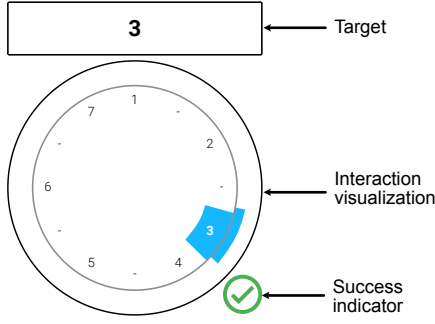 3
Target
1
-
2
-
3
4
-
5
-
6
-
7
Interaction
visualization
Success
indicator